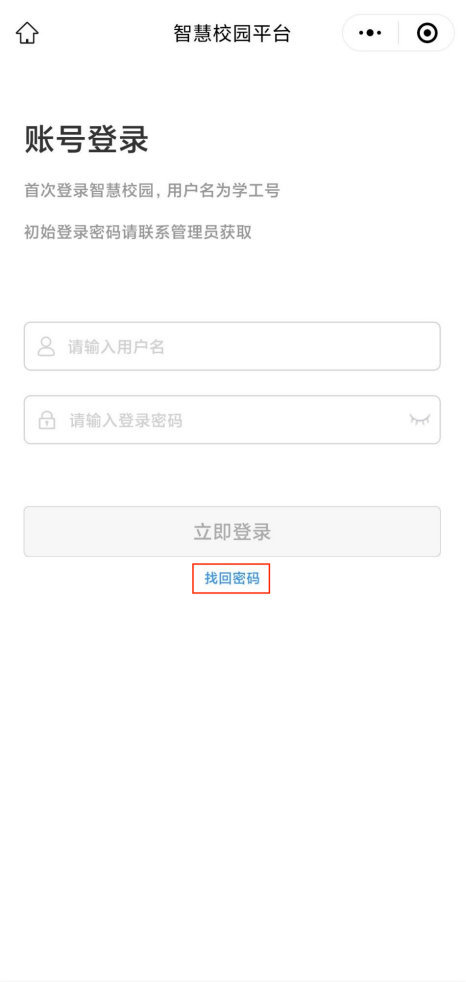 智慧校园平台
账号登录
首次登录智慧校园，用户名为学工号
初始登录密码请联系管理员获取
请输入用户名
请输入登录密码
立即登录
找回密码